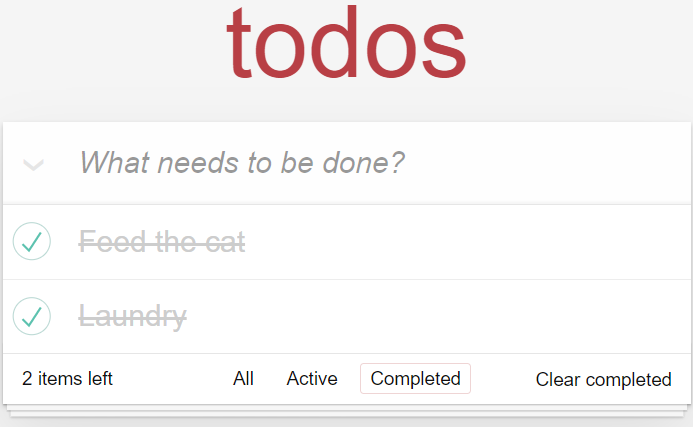 todos
What needs to be done?
Feed the cat
Laundry
2 items left All Active Completed Clear completed